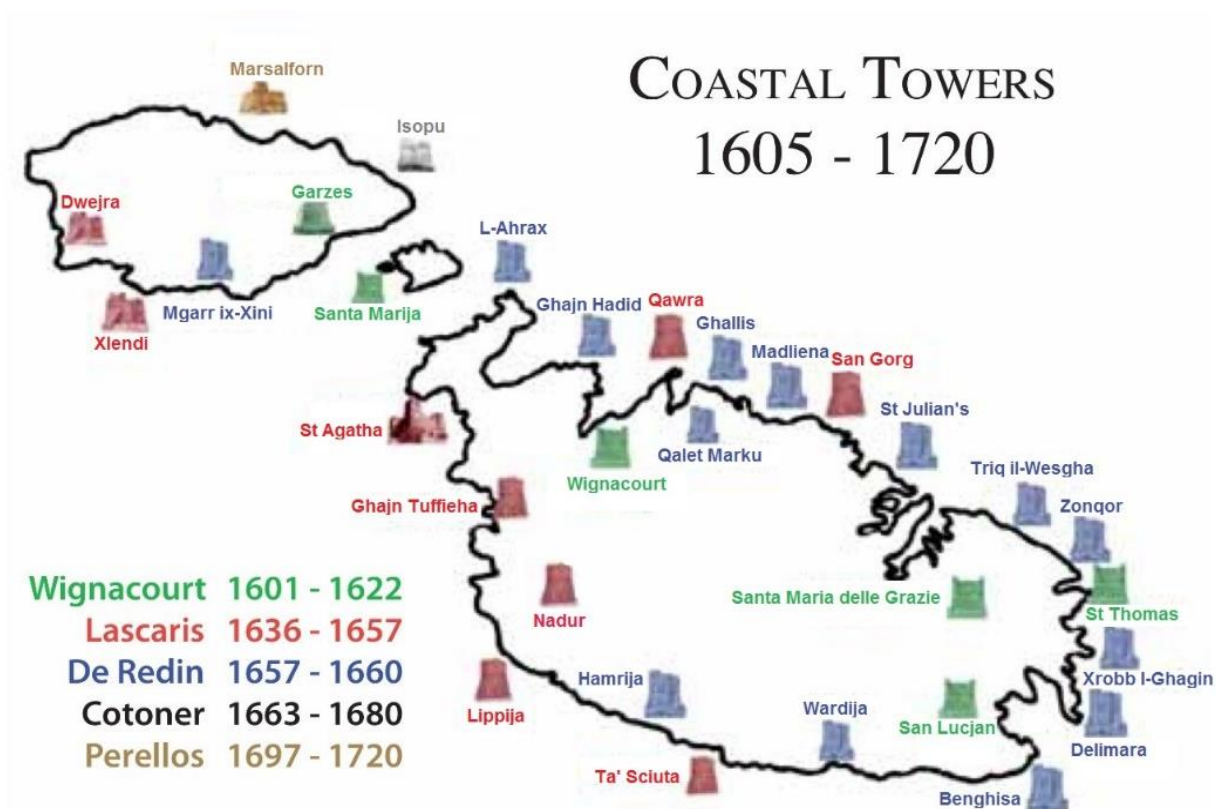 COASTAL TOWERS
1605 - 1720
Marsalforn
Isopu
Dwejra
Garzes
L-Ahrax
Mgarr ix-Xini
Santa Marija
Xlendi
Ghajn Hadid
Qawra
Ghallis
Madliena
San Gorg
St Julian's
St Agatha
Wignacourt
Qalet Marku
Triq il-Wesgha
Zonqor
Ghajn Tuffieha
Nadur
Santa Maria delle Grazie
St Thomas
Lippija
Hamrija
Wardija
San Lucjan
Xrobb l-Ghagin
Delimara
Ta' Sciuta
Benghisa
Wignacourt 1601 - 1622
Lascaris 1636 - 1657
De Redin 1657 - 1660
Cotoner 1663 - 1680
Perellos 1697 - 1720